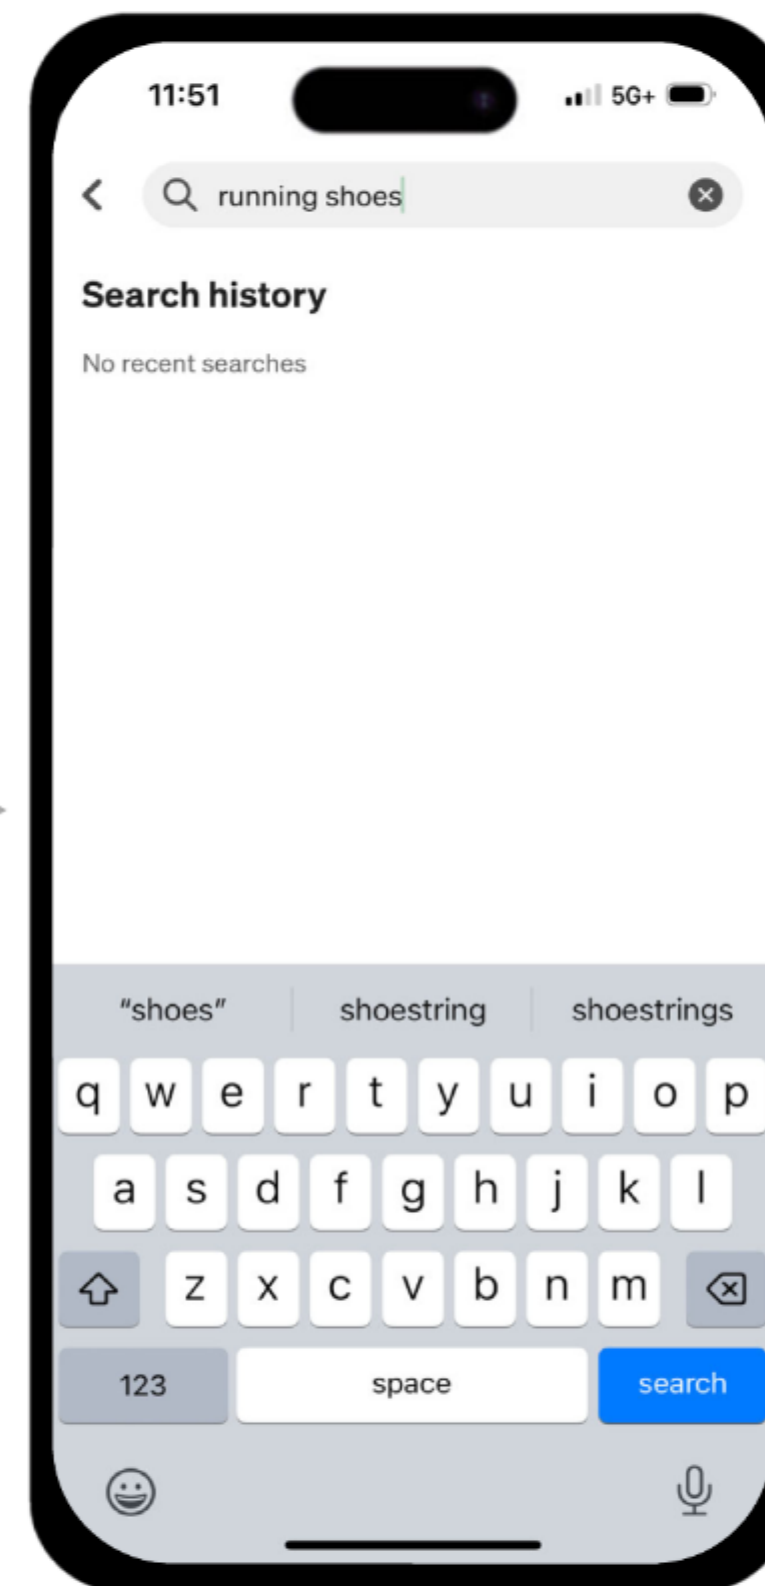 11:51 5G+
running shoes
Search history
No recent searches
“shoes” shoestring shoestrings
q w e r t y u i o p
a s d f g h j k l
z x c v b n m
123 space search